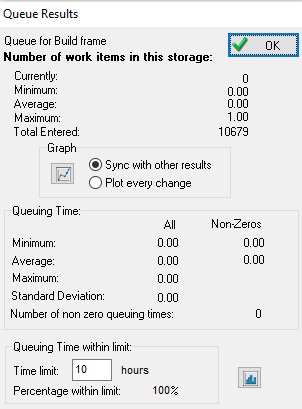 Queue Results
Queue for Build frame
OK
Number of work items in this storage:
Currently: 0
Minimum: 0.00
Average: 0.00
Maximum: 1.00
Total Entered: 10679
Graph
Sync with other results
Plot every change
Queuing Time:
All Non-Zeros
Minimum: 0.00 0.00
Average: 0.00 0.00
Maximum: 0.00
Standard Deviation: 0.00
Number of non zero queuing times: 0
Queuing Time within limit:
Time limit: 10 hours
Percentage within limit: 100%